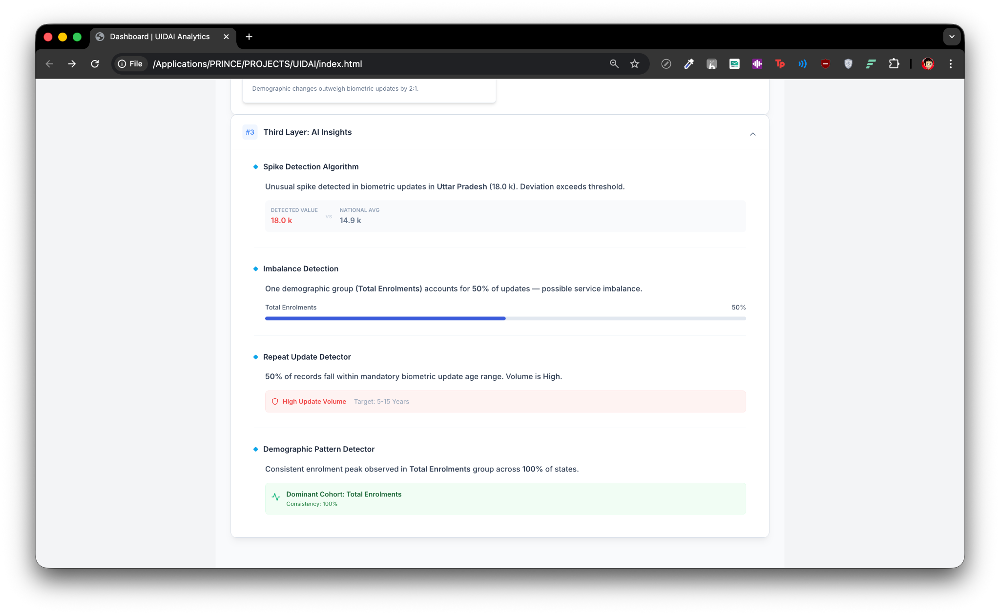 Dashboard | UIDAI Analytics
File /Applications/PRINCE/PROJECTS/UIDAI/index.html
Tp
Demographic changes outweigh biometric updates by 2:1.
#3 Third Layer: AI Insights
Spike Detection Algorithm
Unusual spike detected in biometric updates in Uttar Pradesh (18.0 k). Deviation exceeds threshold.
DETECTED VALUE vs NATIONAL AVG
18.0 k 14.9 k
Imbalance Detection
One demographic group (Total Enrolments) accounts for 50% of updates — possible service imbalance.
Total Enrolments 50%
Repeat Update Detector
50% of records fall within mandatory biometric update age range. Volume is High.
High Update Volume Target: 5-15 Years
Demographic Pattern Detector
Consistent enrolment peak observed in Total Enrolments group across 100% of states.
Dominant Cohort: Total Enrolments
Consistency: 100%